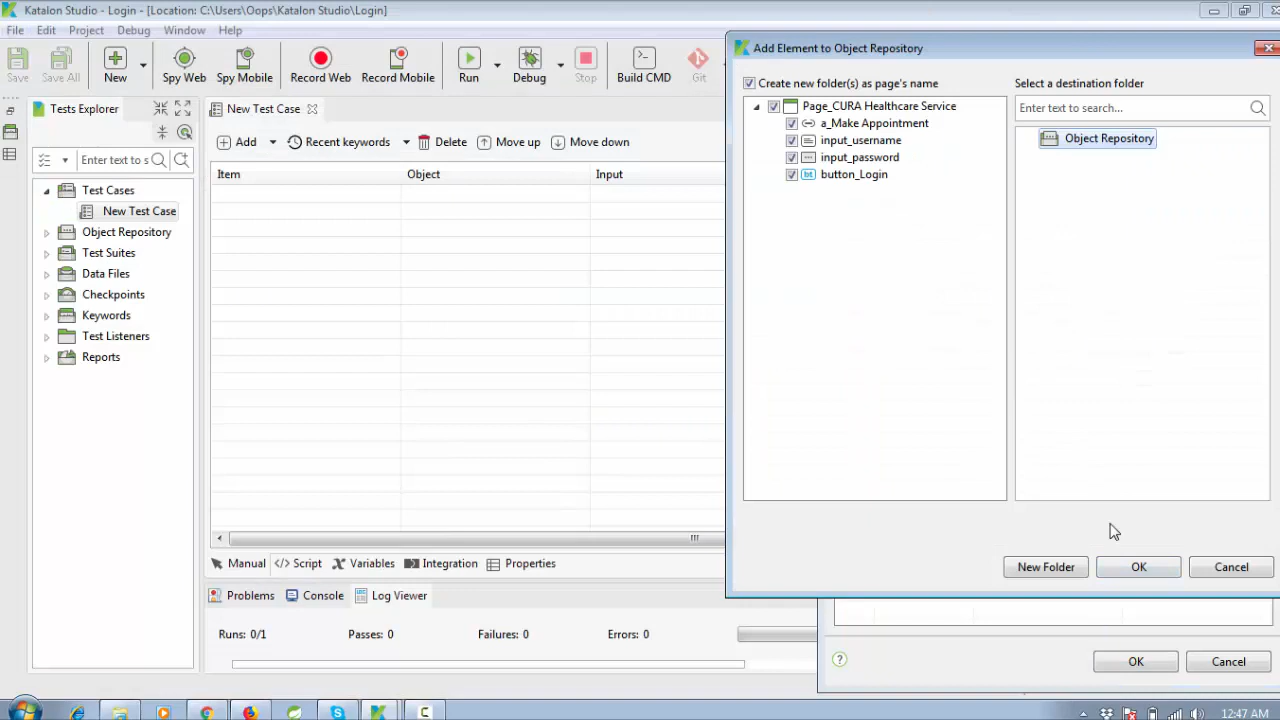 Katalon Studio - Login - [Location: C:\Users\Oops\Katalon Studio\Login]
File Edit Project Debug Window Help
Save Save All New Spy Web Spy Mobile Record Web Record Mobile Run Debug Stop Build CMD Git
Tests Explorer
Enter text to s
Test Cases
New Test Case
Object Repository
Test Suites
Data Files
Checkpoints
Keywords
Test Listeners
Reports
New Test Case
Add Recent keywords Delete Move up Move down
Item Object Input
Manual </> Script Variables Integration Properties
Problems Console Log Viewer
Runs: 0/1 Passes: 0 Failures: 0 Errors: 0
Add Element to Object Repository
Create new folder(s) as page's name
Page_CURA Healthcare Service
a_Make Appointment
input_username
input_password
bt button_Login
Select a destination folder
Enter text to search...
Object Repository
New Folder OK Cancel
? OK Cancel
12:47 AM